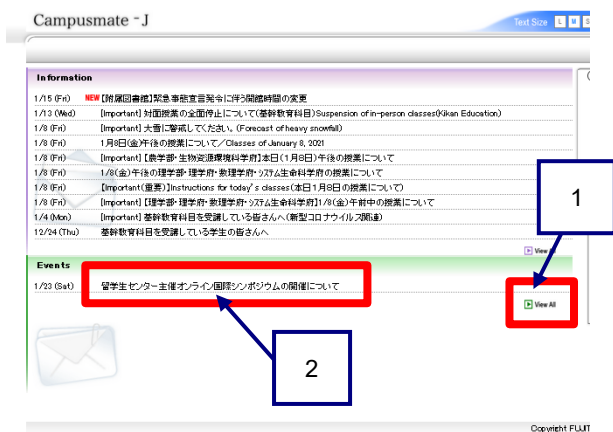 Campusmate -J
Text Size L M S
Information
1/15 (Fri) NEW【附属図書館】緊急事態宣言発令に伴う開館時間の変更
1/13 (Wed) [Important] 対面授業の全面停止について(基幹教育科目)Suspension of in-person classes(Kikan Education)
1/8 (Fri) [Important] 大雪に警戒してください。(Forecast of heavy snowfall)
1/8 (Fri) 1月8日(金)午後の授業について/Classes of January 8, 2021
1/8 (Fri) [Important]【農学部・生物資源環境科学府】本日(1月8日)午後の授業について
1/8 (Fri) 1/8(金)午後の理学部・理学府・数理学府・システム生命科学府の授業について
1/8 (Fri) [Important(重要)]Instructions for today's classes(本日1月8日の授業について)
1/8 (Fri) [Important]【理学部・理学府・数理学府・システム生命科学府】1/8(金)午前中の授業について
1/4 (Mon) [Important] 基幹教育科目を受講している皆さんへ(新型コロナウイルス関連)
12/24 (Thu) 基幹教育科目を受講している学生の皆さんへ
View All
Events
1/23 (Sat) 留学生センター主催オンライン国際シンポジウムの開催について
View All
1
2
Copyright FUJIT